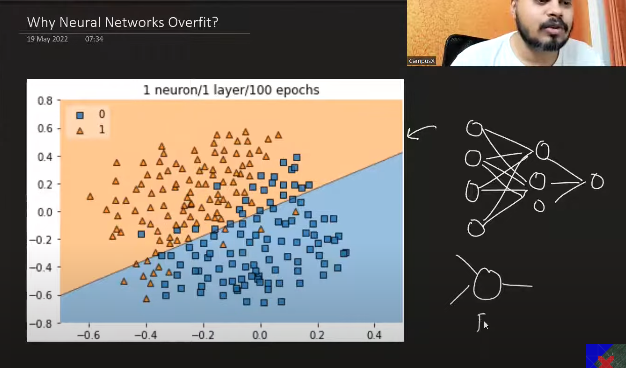 Why Neural Networks Overfit?
19 May 2022 07:34
CampusX
1 neuron/1 layer/100 epochs
0
1
0.8
0.6
0.4
0.2
0.0
−0.2
−0.4
−0.6
−0.8
−0.6 −0.4 −0.2 0.0 0.2 0.4